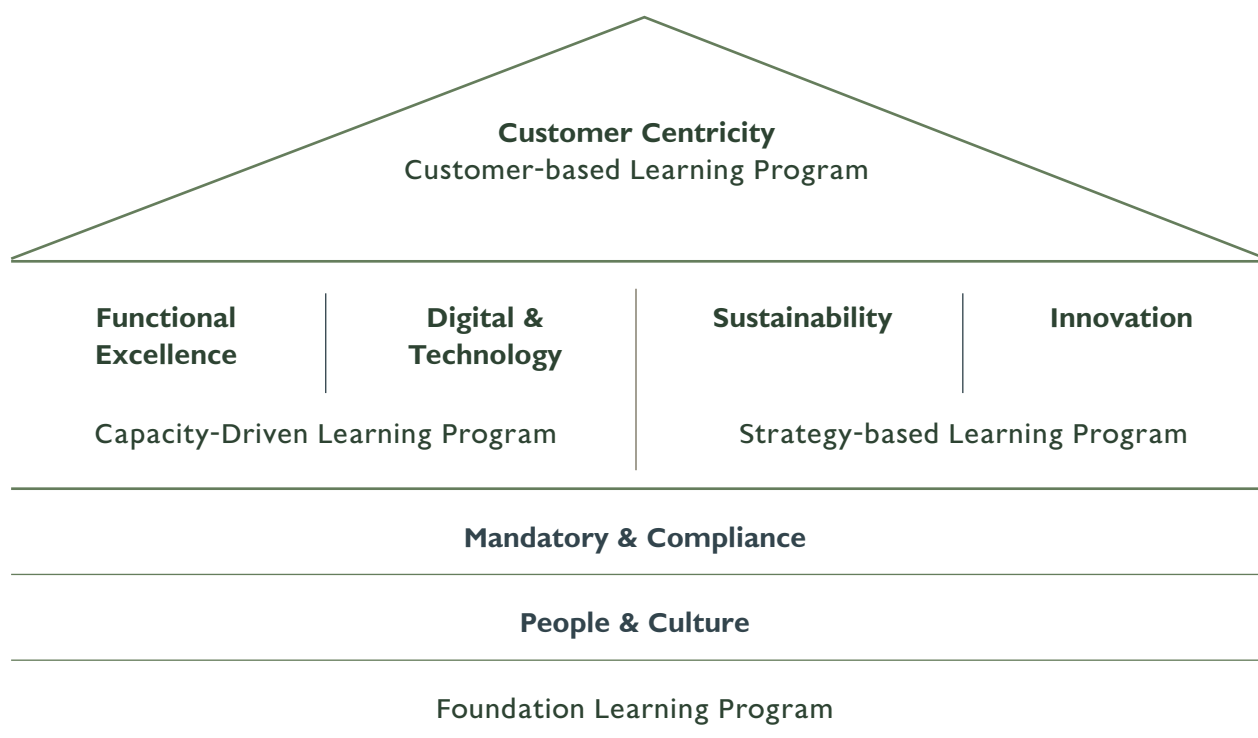 Customer Centricity
Customer-based Learning Program
Functional
Excellence
Digital &
Technology
Sustainability
Innovation
Capacity-Driven Learning Program
Strategy-based Learning Program
Mandatory & Compliance
People & Culture
Foundation Learning Program